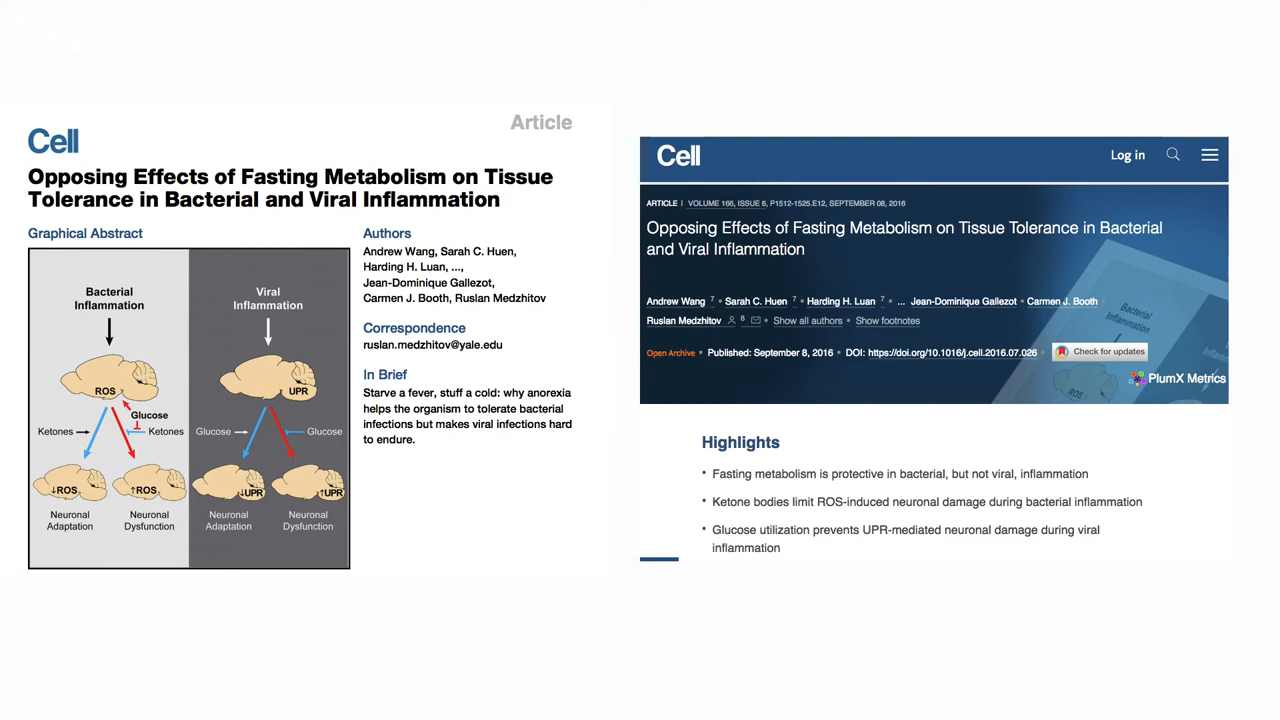 Article
Cell
Opposing Effects of Fasting Metabolism on Tissue
Tolerance in Bacterial and Viral Inflammation
Graphical Abstract
Bacterial
Inflammation
Viral
Inflammation
ROS
UPR
Glucose
Ketones
Ketones
Glucose
Glucose
↓ROS
↑ROS
↓UPR
↑UPR
Neuronal
Adaptation
Neuronal
Dysfunction
Neuronal
Adaptation
Neuronal
Dysfunction
Authors
Andrew Wang, Sarah C. Huen,
Harding H. Luan, ...,
Jean-Dominique Gallezot,
Carmen J. Booth, Ruslan Medzhitov
Correspondence
ruslan.medzhitov@yale.edu
In Brief
Starve a fever, stuff a cold: why anorexia
helps the organism to tolerate bacterial
infections but makes viral infections hard
to endure.
Cell
Log in
ARTICLE | VOLUME 166, ISSUE 6, P1512-1525.E12, SEPTEMBER 08, 2016
Opposing Effects of Fasting Metabolism on Tissue Tolerance in Bacterial
and Viral Inflammation
Andrew Wang 7 • Sarah C. Huen 7 • Harding H. Luan 7 • ... Jean-Dominique Gallezot • Carmen J. Booth •
Ruslan Medzhitov 8 • Show all authors • Show footnotes
Open Archive • Published: September 8, 2016 • DOI: https://doi.org/10.1016/j.cell.2016.07.026 • Check for updates
PlumX Metrics
Bacterial
Inflammation
ROS
Highlights
• Fasting metabolism is protective in bacterial, but not viral, inflammation
• Ketone bodies limit ROS-induced neuronal damage during bacterial inflammation
• Glucose utilization prevents UPR-mediated neuronal damage during viral
inflammation